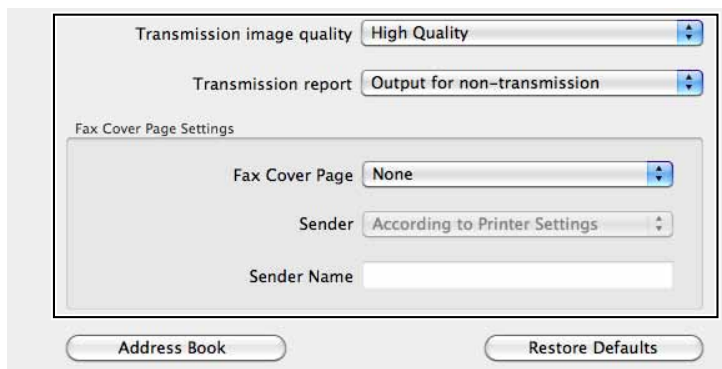 Transmission image quality High Quality
Transmission report Output for non-transmission
Fax Cover Page Settings
Fax Cover Page None
Sender According to Printer Settings
Sender Name
Address Book Restore Defaults